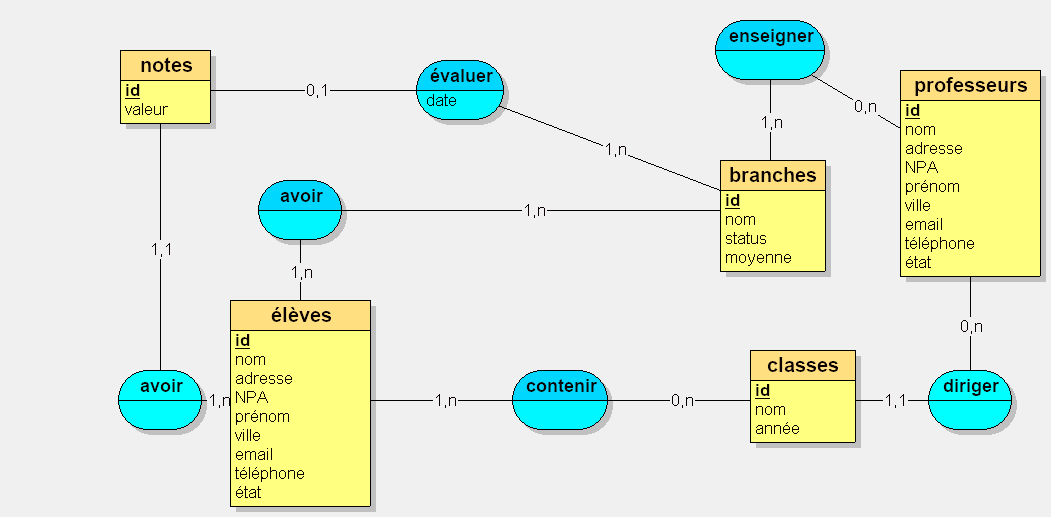 enseigner
notes
id
valeur
0,1
évaluer
date
professeurs
id
nom
adresse
NPA
prénom
ville
email
téléphone
état
0,n
1,n
1,n
branches
id
nom
status
moyenne
avoir
1,n
1,1
1,n
0,n
élèves
id
nom
adresse
NPA
prénom
ville
email
téléphone
état
avoir
1,n
1,n
contenir
0,n
classes
id
nom
année
1,1
diriger